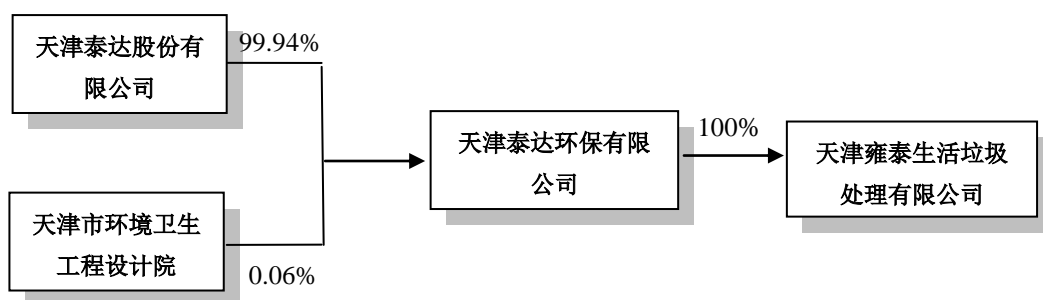 天津泰达股份有
限公司
99.94%
天津市环境卫生
工程设计院
0.06%
天津泰达环保有限
公司
100%
天津雍泰生活垃圾
处理有限公司